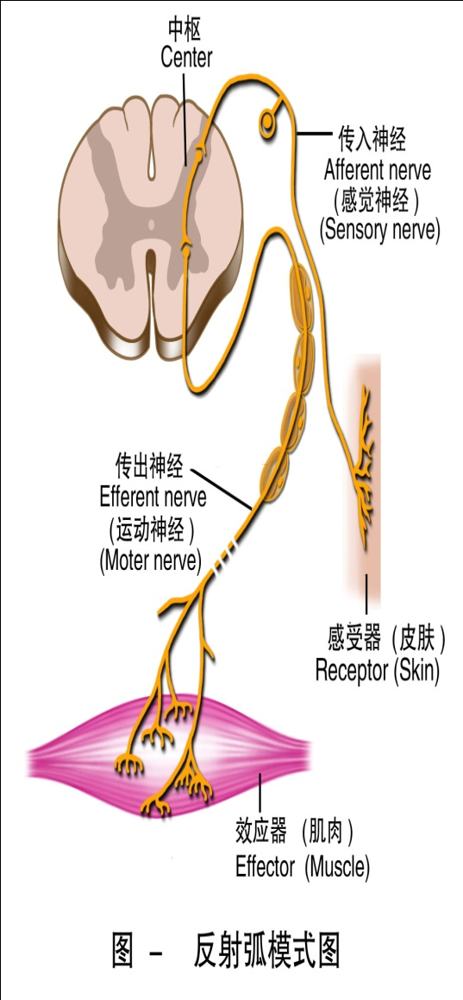 中枢
Center
传入神经
Afferent nerve
(感觉神经)
(Sensory nerve)
传出神经
Efferent nerve
(运动神经)
(Moter nerve)
感受器 (皮肤)
Receptor (Skin)
效应器 (肌肉)
Effector (Muscle)
图 - 反射弧模式图